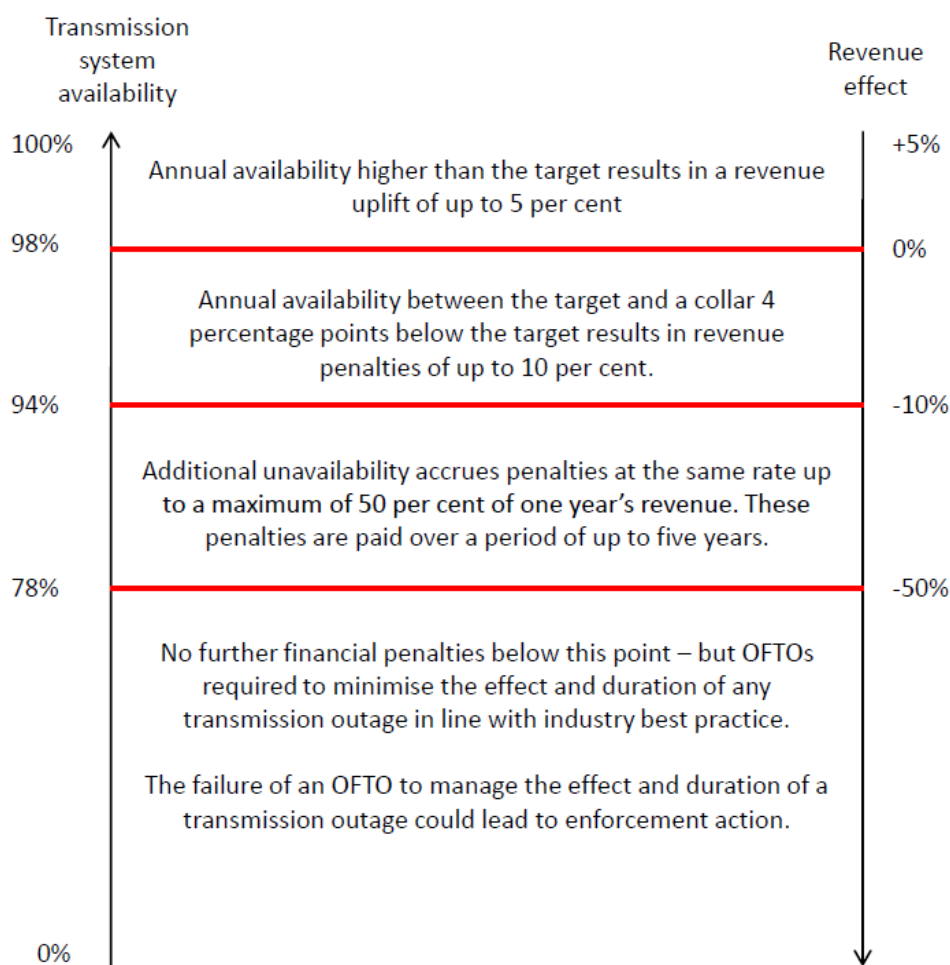 Transmission
system
availability
Revenue
effect
100%
+5%
Annual availability higher than the target results in a revenue
uplift of up to 5 per cent
98%
0%
Annual availability between the target and a collar 4
percentage points below the target results in revenue
penalties of up to 10 per cent.
94%
-10%
Additional unavailability accrues penalties at the same rate up
to a maximum of 50 per cent of one year’s revenue. These
penalties are paid over a period of up to five years.
78%
-50%
No further financial penalties below this point – but OFTOs
required to minimise the effect and duration of any
transmission outage in line with industry best practice.
The failure of an OFTO to manage the effect and duration of a
transmission outage could lead to enforcement action.
0%